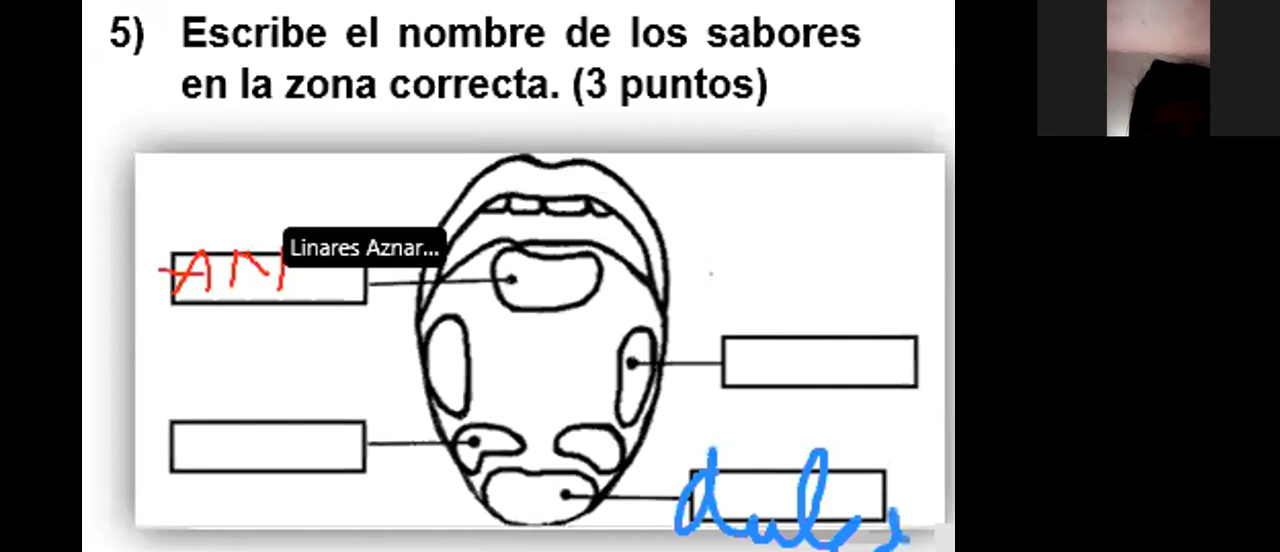 5) Escribe el nombre de los sabores
en la zona correcta. (3 puntos)
Linares Aznar...
AM
dulce